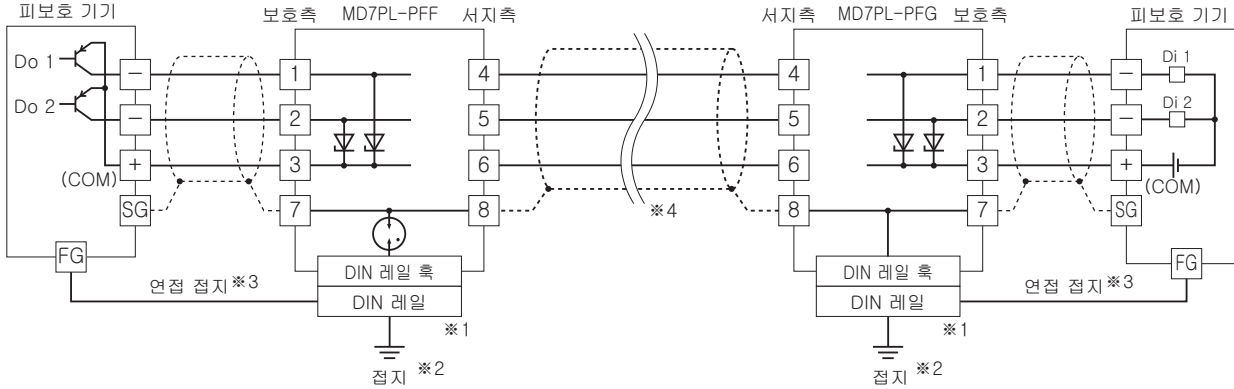 피보호 기기 보호측 MD7PL-PFF 서지측 서지측 MD7PL-PFG 보호측 피보호 기기
Do 1 Di 1
− 1 4 4 1 −
Do 2 Di 2
− 2 5 5 2 −
+ 3 6 6 3 +
(COM) (COM)
SG 7 8 ※4 8 7 SG
FG DIN 레일 훅 DIN 레일 훅 FG
연접 접지 ※3 DIN 레일 DIN 레일 연접 접지 ※3
※1 ※1
접지 ※2 접지 ※2